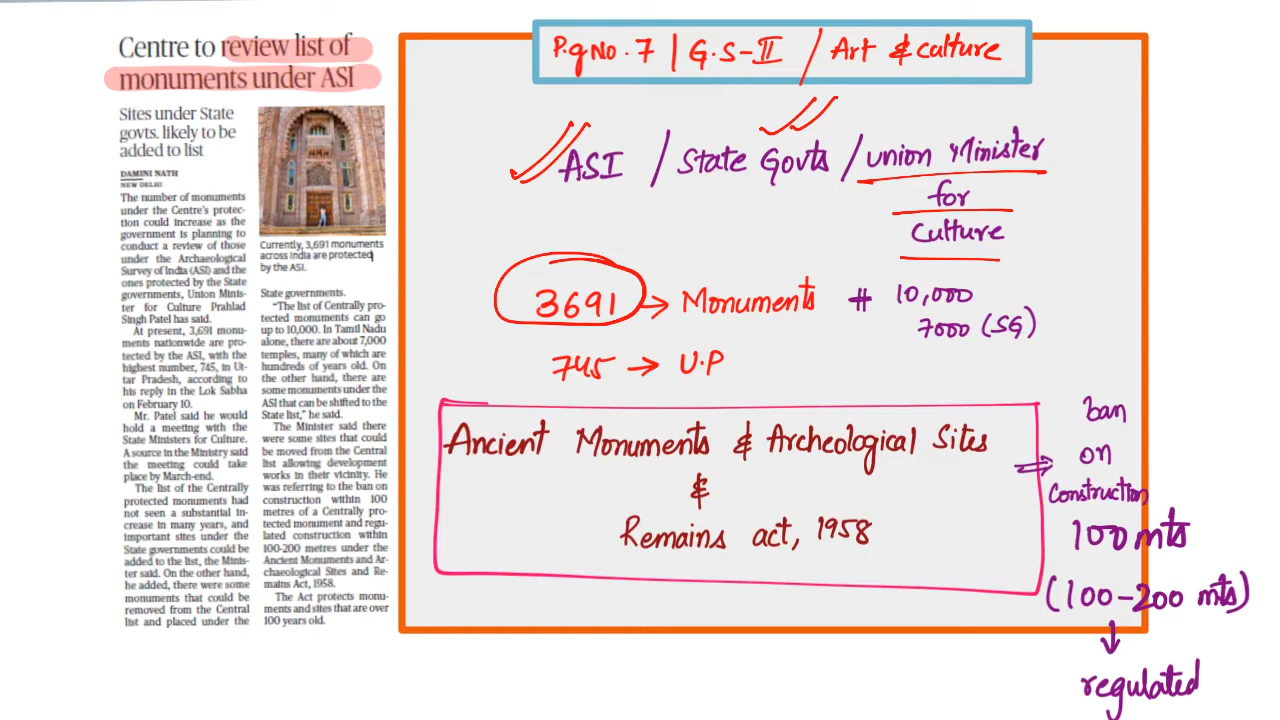 Centre to review list of
monuments under ASI
Sites under State
govts. likely to be
added to list
DAMINI NATH
NEW DELHI
The number of monuments
under the Centre's protec-
tion could increase as the
government is planning to
conduct a review of those
under the Archaeological
Survey of India (ASI) and the
ones protected by the State
governments, Union Minis-
ter for Culture Prahlad
Singh Patel has said.
At present, 3,691 monu-
ments nationwide are pro-
tected by the ASI, with the
highest number, 745, in Ut-
tar Pradesh, according to
his reply in the Lok Sabha
on February 10.
Mr. Patel said he would
hold a meeting with the
State Ministers for Culture.
A source in the Ministry said
the meeting could take
place by March-end.
The list of the Centrally
protected monuments had
not seen a substantial in-
crease in many years, and
important sites under the
State governments could be
added to the list, the Minis-
ter said. On the other hand,
he added, there were some
monuments that could be
removed from the Central
list and placed under the
Currently, 3,691 monuments
across India are protected
by the ASI.
State governments.
"The list of Centrally pro-
tected monuments can go
up to 10,000. In Tamil Nadu
alone, there are about 7,000
temples, many of which are
hundreds of years old. On
the other hand, there are
some monuments under the
ASI that can be shifted to the
State list," he said.
The Minister said there
were some sites that could
be moved from the Central
list allowing development
works in their vicinity. He
was referring to the ban on
construction within 100
metres of a Centrally pro-
tected monument and regu-
lated construction within
100-200 metres under the
Ancient Monuments and Ar-
chaeological Sites and Re-
mains Act, 1958.
The Act protects monu-
ments and sites that are over
100 years old.
P.g No. 7 | G.S-II / Art & culture
ASI / State Govts / union Minister
for
Culture
3691 → Monuments # 10,000
7000 (SG)
745 → U.P
Ancient Monuments & Archeological Sites
&
Remains act, 1958
ban
on
construction
100 mts
(100-200 mts)
regulated